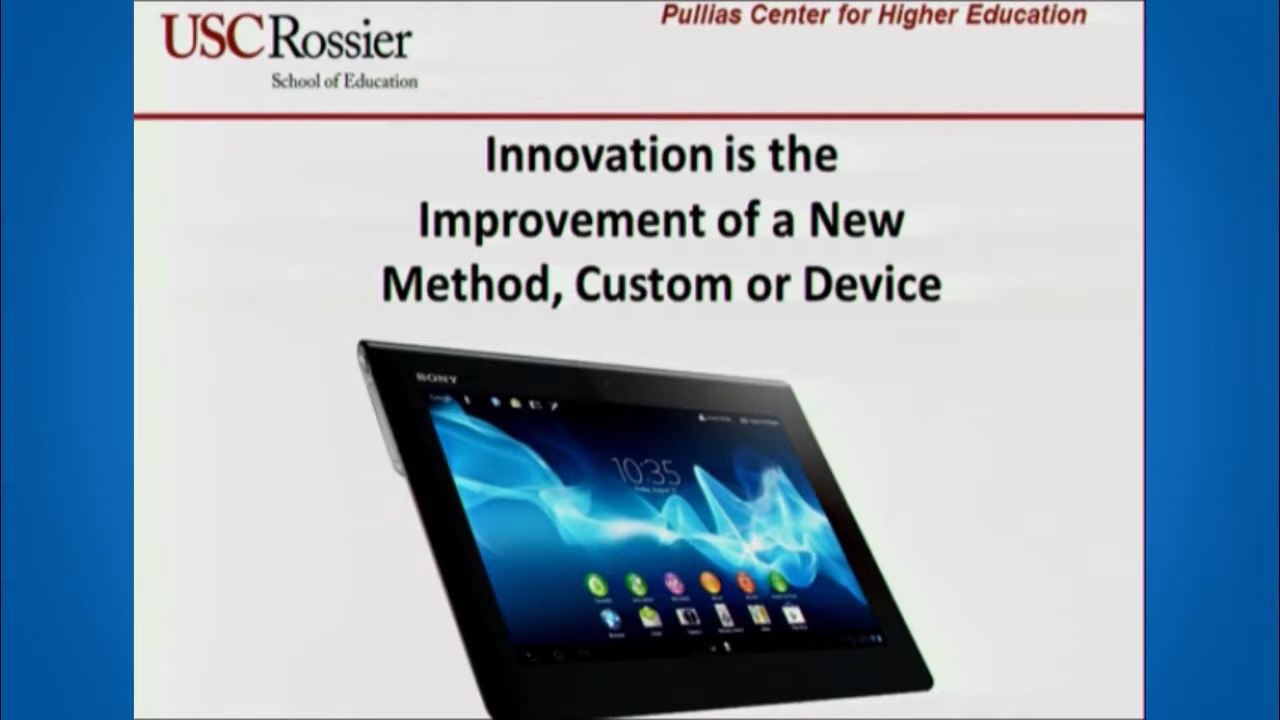 USC Rossier
School of Education
Pullias Center for Higher Education
Innovation is the
Improvement of a New
Method, Custom or Device
SONY
10:35